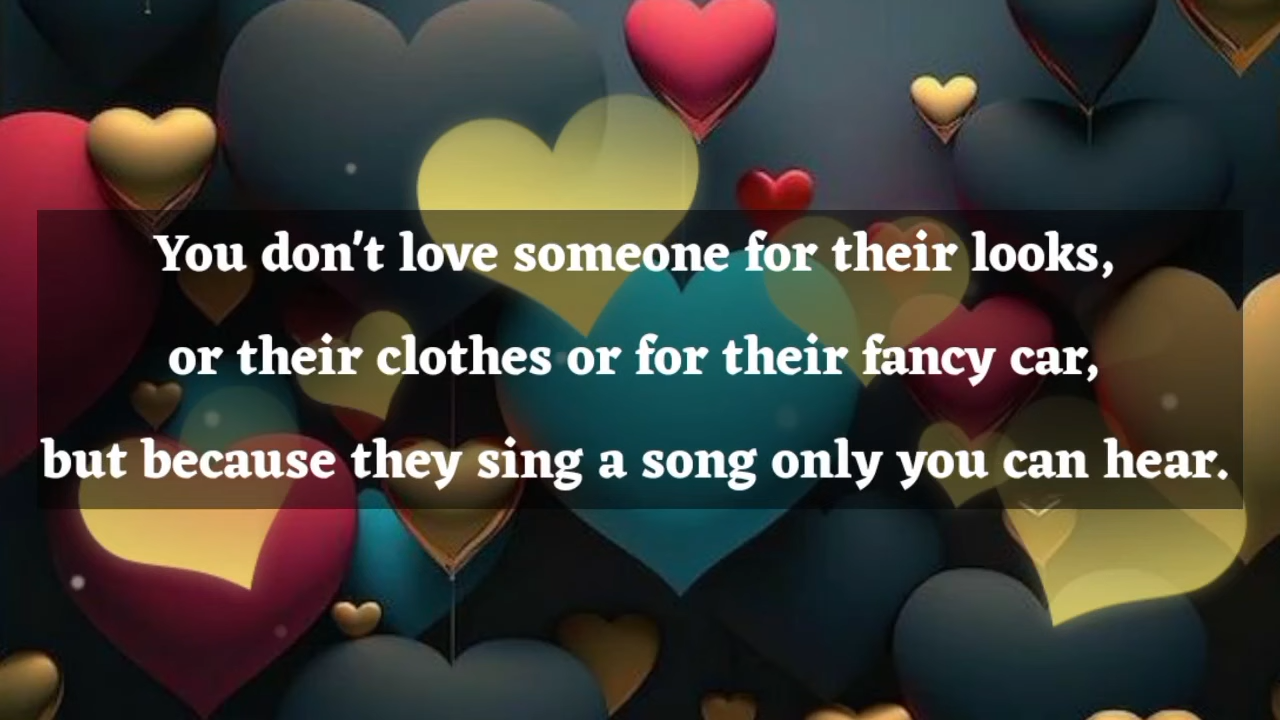 You don't love someone for their looks,
or their clothes or for their fancy car,
but because they sing a song only you can hear.